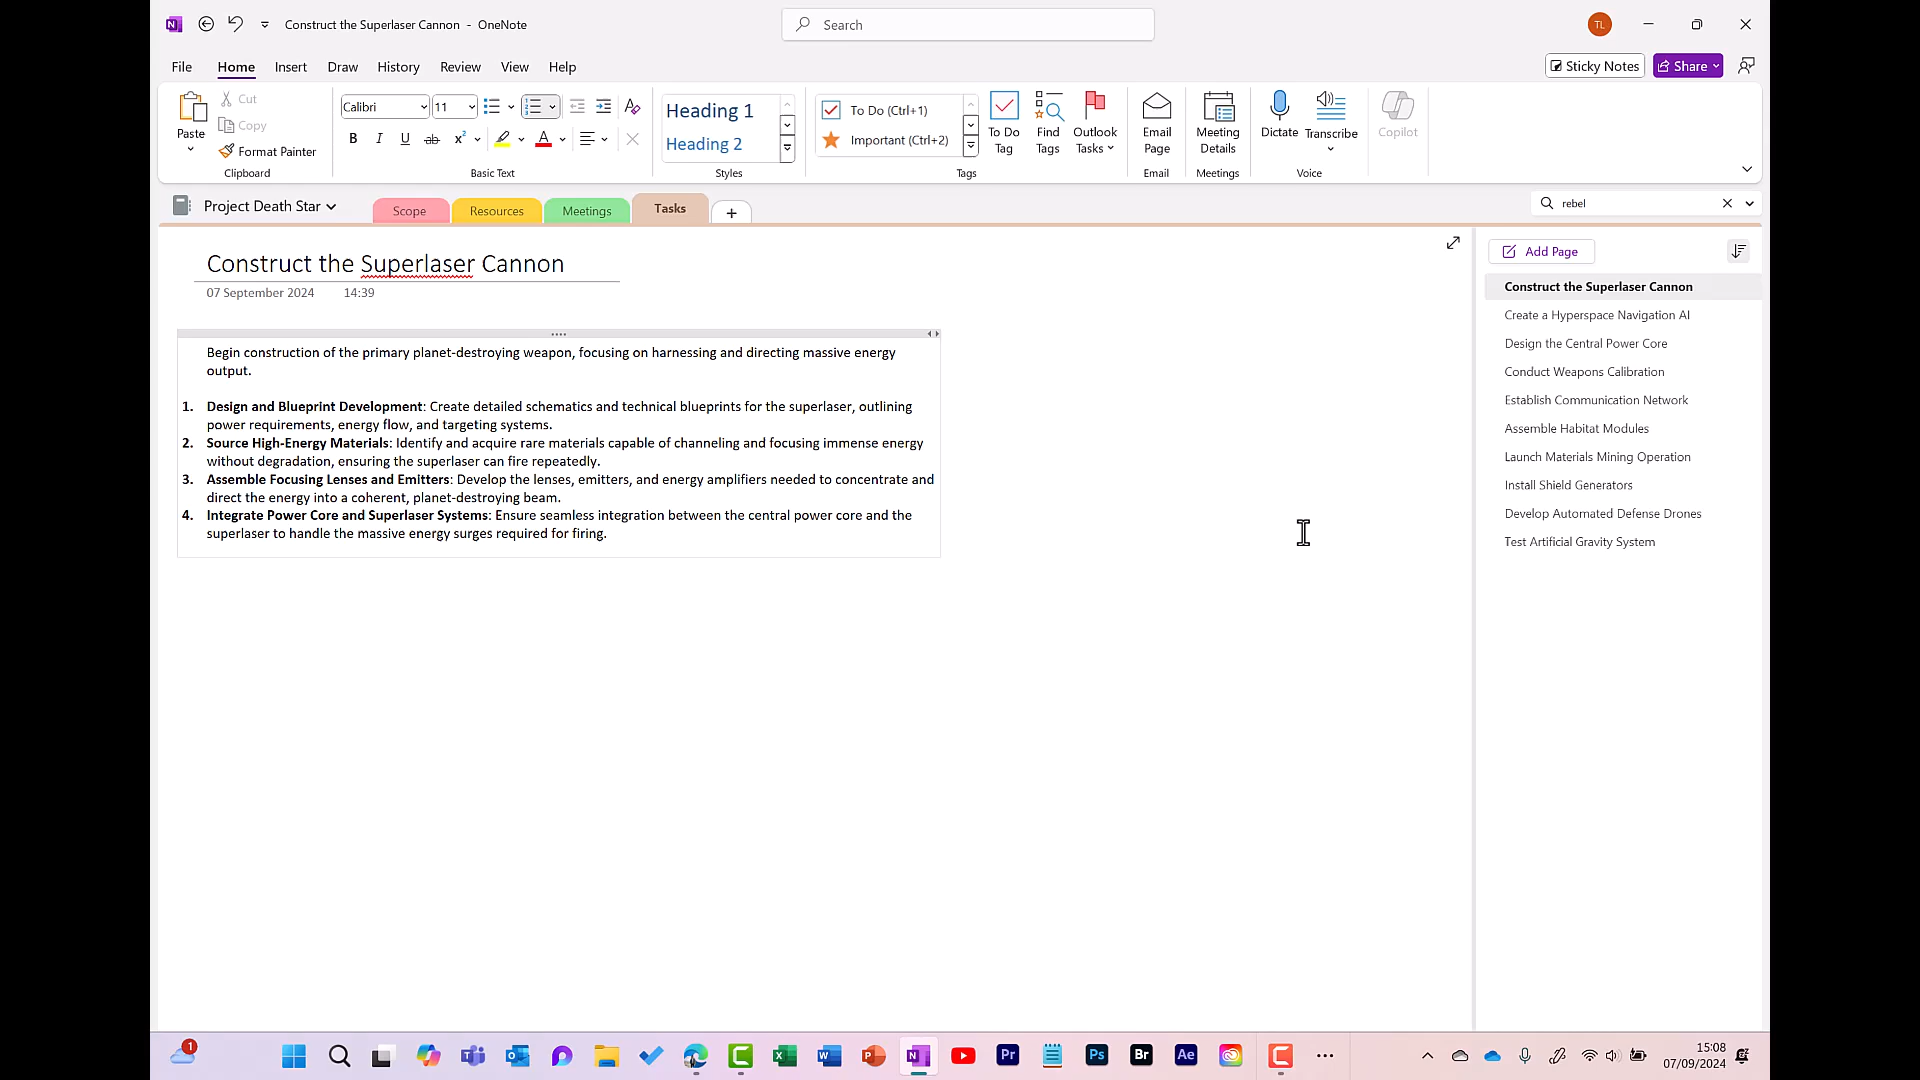 Construct the Superlaser Cannon - OneNote
Search
TL
File Home Insert Draw History Review View Help
Sticky Notes Share
Paste Cut
Copy
Format Painter
Clipboard
Calibri 11
B I U ab x² A
Basic Text
Heading 1
Heading 2
Styles
To Do (Ctrl+1)
Important (Ctrl+2)
To Do Tag
Find Tags
Outlook Tasks
Tags
Email Page
Email
Meeting Details
Meetings
Dictate Transcribe
Voice
Copilot
Project Death Star Scope Resources Meetings Tasks +
rebel
Construct the Superlaser Cannon
07 September 2024 14:39
Begin construction of the primary planet-destroying weapon, focusing on harnessing and directing massive energy
output.
1. Design and Blueprint Development: Create detailed schematics and technical blueprints for the superlaser, outlining
power requirements, energy flow, and targeting systems.
2. Source High-Energy Materials: Identify and acquire rare materials capable of channeling and focusing immense energy
without degradation, ensuring the superlaser can fire repeatedly.
3. Assemble Focusing Lenses and Emitters: Develop the lenses, emitters, and energy amplifiers needed to concentrate and
direct the energy into a coherent, planet-destroying beam.
4. Integrate Power Core and Superlaser Systems: Ensure seamless integration between the central power core and the
superlaser to handle the massive energy surges required for firing.
Add Page
Construct the Superlaser Cannon
Create a Hyperspace Navigation AI
Design the Central Power Core
Conduct Weapons Calibration
Establish Communication Network
Assemble Habitat Modules
Launch Materials Mining Operation
Install Shield Generators
Develop Automated Defense Drones
Test Artificial Gravity System
1
Pr Ps Br Ae
15:08
07/09/2024